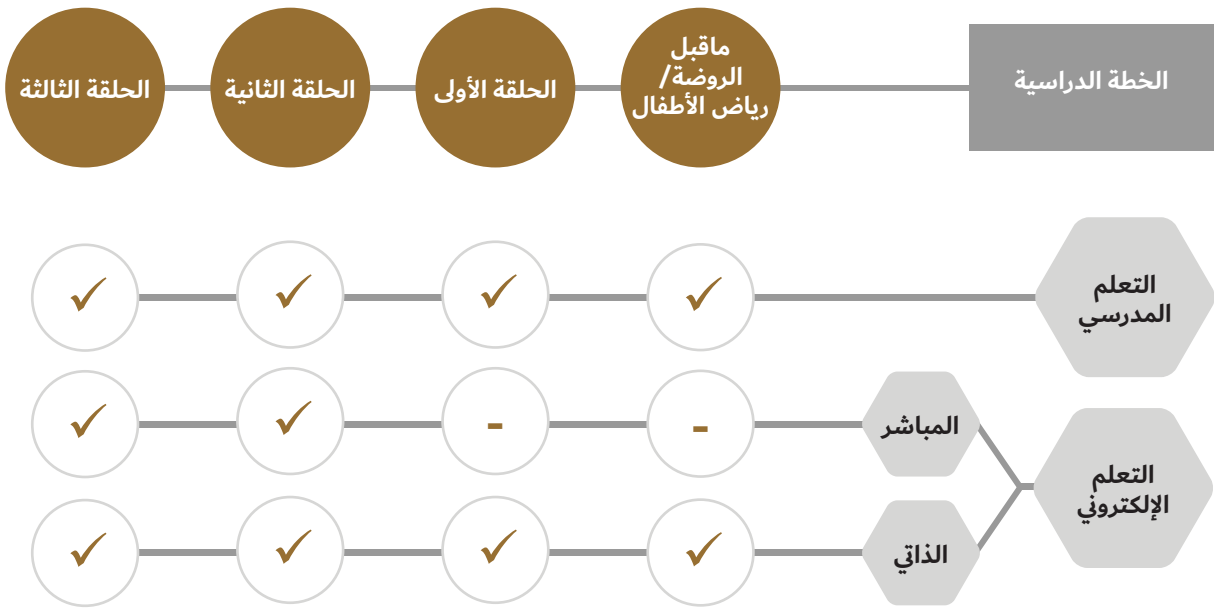 الخطة الدراسية
ماقبل
الروضة/
رياض الأطفال
الحلقة الأولى
الحلقة الثانية
الحلقة الثالثة
التعلم
المدرسي
✓ ✓ ✓ ✓
التعلم
الإلكتروني
المباشر
- - ✓ ✓
الذاتي
✓ ✓ ✓ ✓